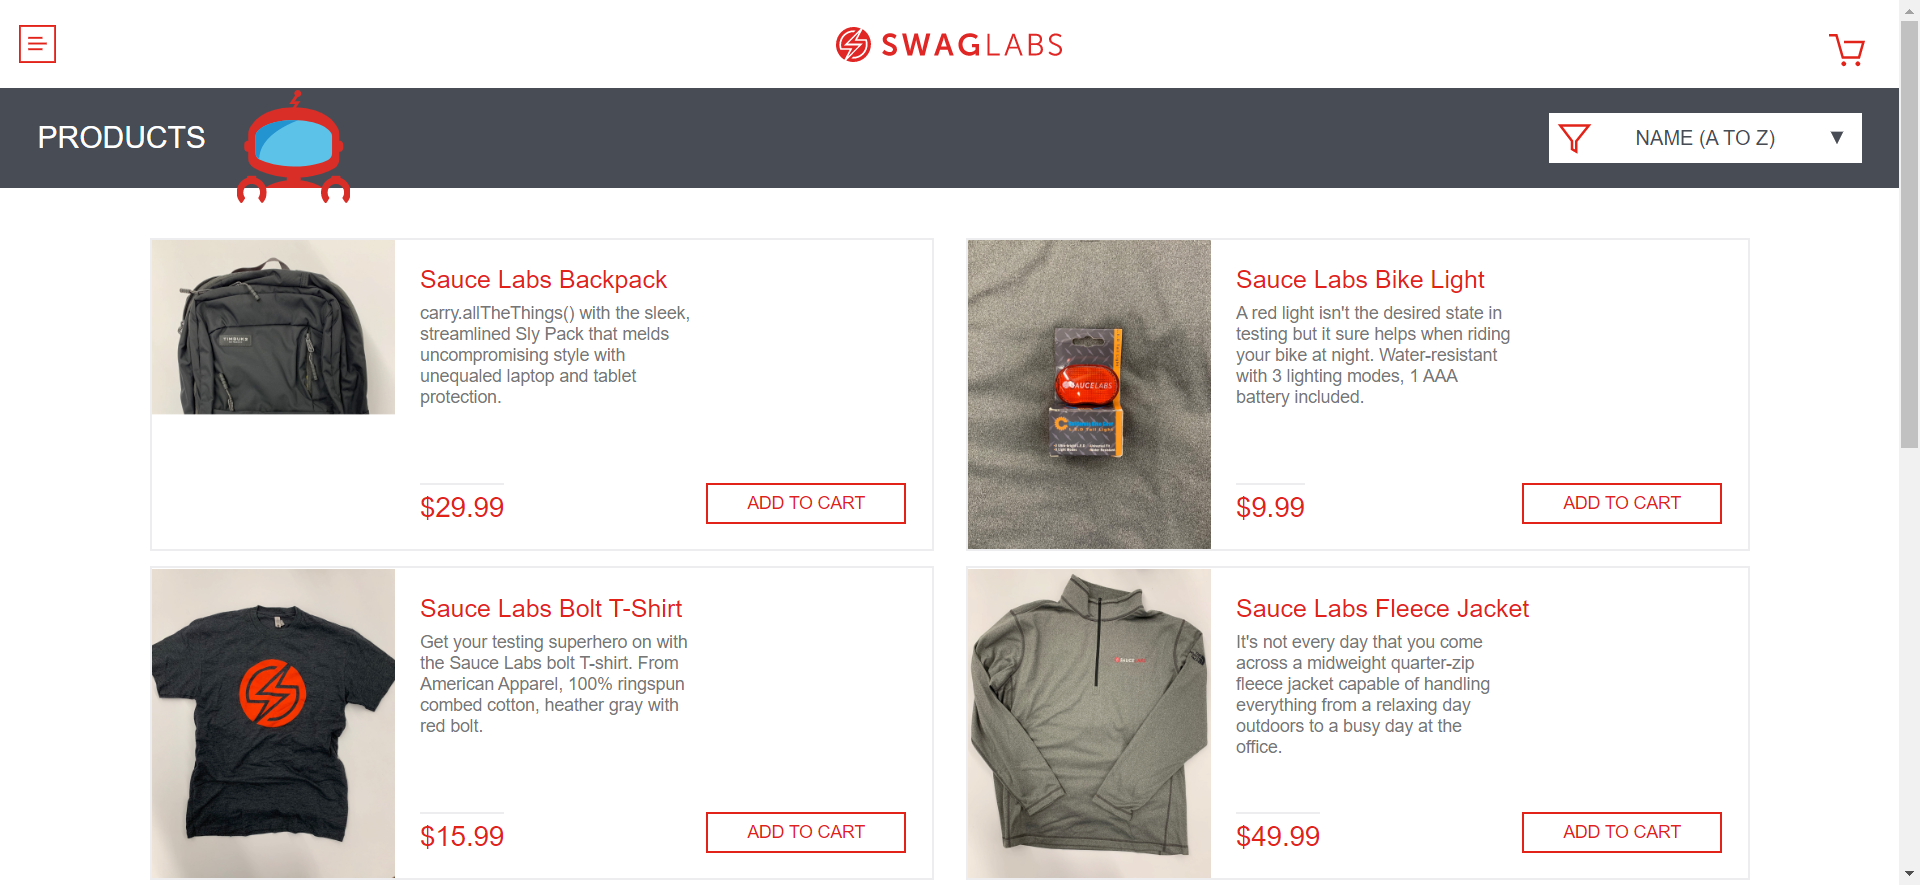 SWAGLABS
PRODUCTS
NAME (A TO Z)
Sauce Labs Backpack
carry.allTheThings() with the sleek,
streamlined Sly Pack that melds
uncompromising style with
unequaled laptop and tablet
protection.
$29.99
ADD TO CART
Sauce Labs Bike Light
A red light isn't the desired state in
testing but it sure helps when riding
your bike at night. Water-resistant
with 3 lighting modes, 1 AAA
battery included.
SAUCELABS
$9.99
ADD TO CART
Sauce Labs Bolt T-Shirt
Get your testing superhero on with
the Sauce Labs bolt T-shirt. From
American Apparel, 100% ringspun
combed cotton, heather gray with
red bolt.
$15.99
ADD TO CART
Sauce Labs Fleece Jacket
It's not every day that you come
across a midweight quarter-zip
fleece jacket capable of handling
everything from a relaxing day
outdoors to a busy day at the
office.
$49.99
ADD TO CART